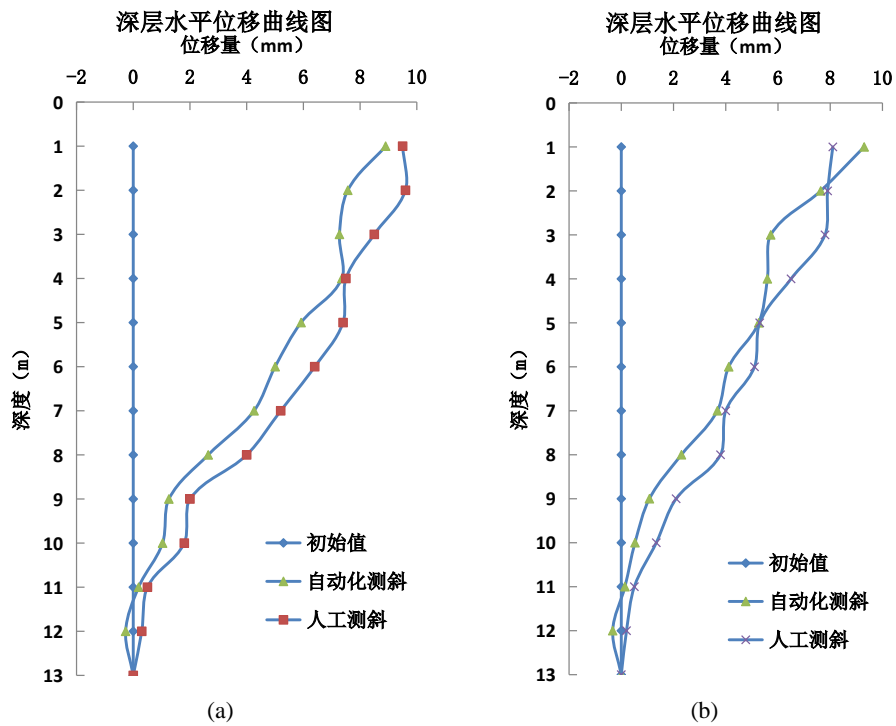 深层水平位移曲线图
位移量（mm）
-2 0 2 4 6 8 10
0
1
2
3
4
5
6
7
8
9
10
11
12
13
深度（m）
初始值
自动化测斜
人工测斜
(a)
深层水平位移曲线图
位移量（mm）
-2 0 2 4 6 8 10
0
1
2
3
4
5
6
7
8
9
10
11
12
13
深度（m）
初始值
自动化测斜
人工测斜
(b)